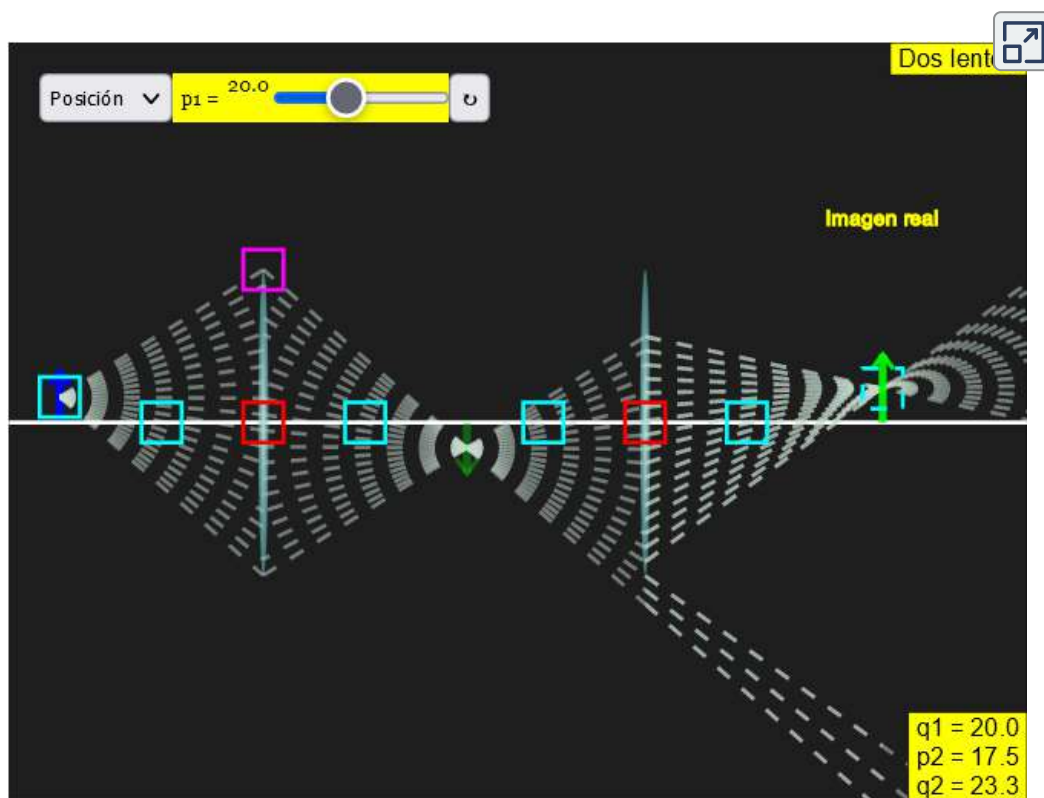 Dos lent
Posición
p1 = 20.0
Imagen real
q1 = 20.0
p2 = 17.5
q2 = 23.3